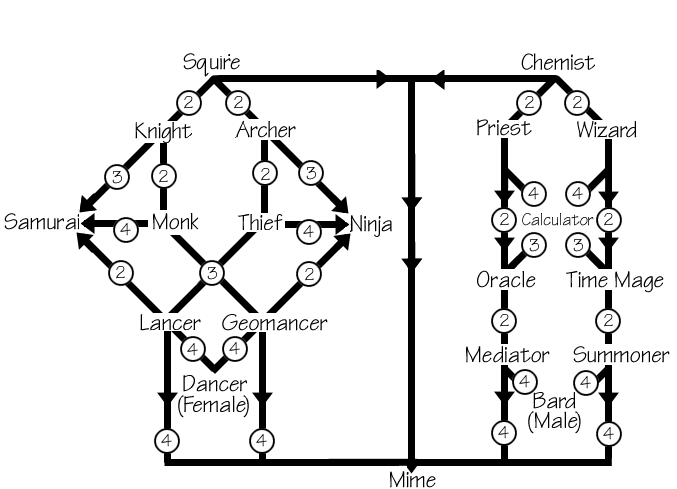 Squire
Chemist
2
2
2
2
Knight
Archer
Priest
Wizard
3
2
2
3
4
4
Samurai
4
Monk
Thief
4
Ninja
2
Calculator
2
3
3
2
3
2
Oracle
Time Mage
Lancer
Geomancer
2
2
4
4
Mediator
Summoner
Dancer
(Female)
4
4
Bard
(Male)
4
4
4
4
Mime